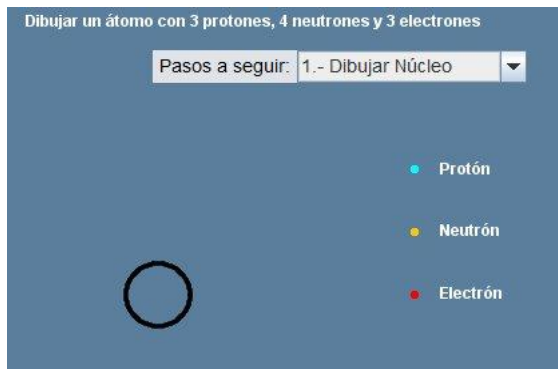 Dibujar un átomo con 3 protones, 4 neutrones y 3 electrones
Pasos a seguir: 1.- Dibujar Núcleo
Protón
Neutrón
Electrón